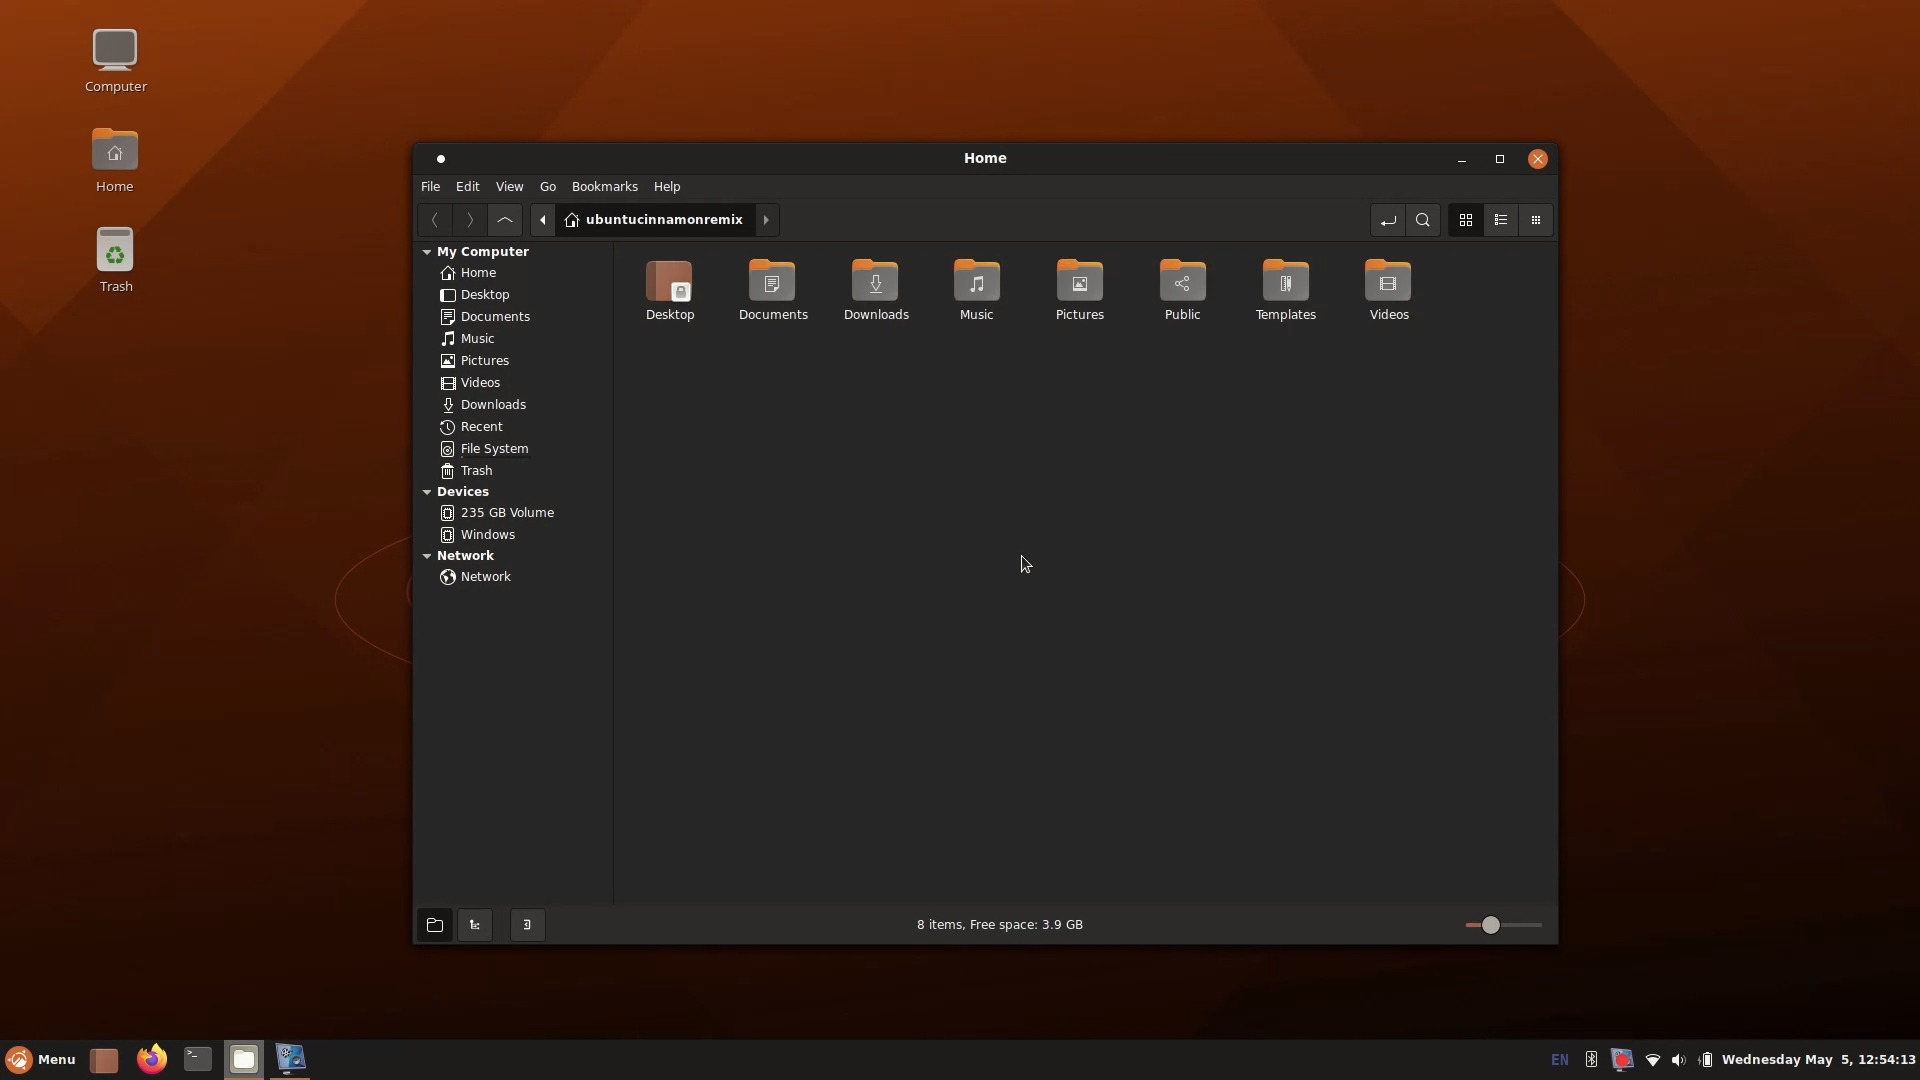 Computer
Home
Trash
Home
File Edit View Go Bookmarks Help
ubuntucinnamonremix
My Computer
Home
Desktop
Documents
Music
Pictures
Videos
Downloads
Recent
File System
Trash
Devices
235 GB Volume
Windows
Network
Network
Desktop Documents Downloads Music Pictures Public Templates Videos
8 items, Free space: 3.9 GB
Menu
EN
Wednesday May 5, 12:54:13